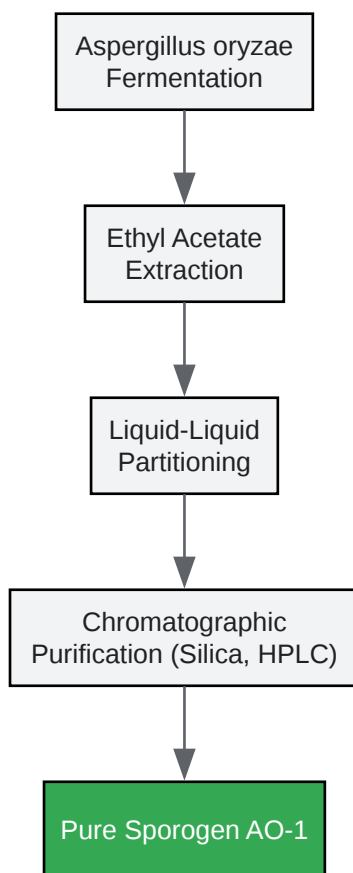 Aspergillus oryzae
Fermentation
Ethyl Acetate
Extraction
Liquid-Liquid
Partitioning
Chromatographic
Purification (Silica, HPLC)
Pure Sporogen AO-1